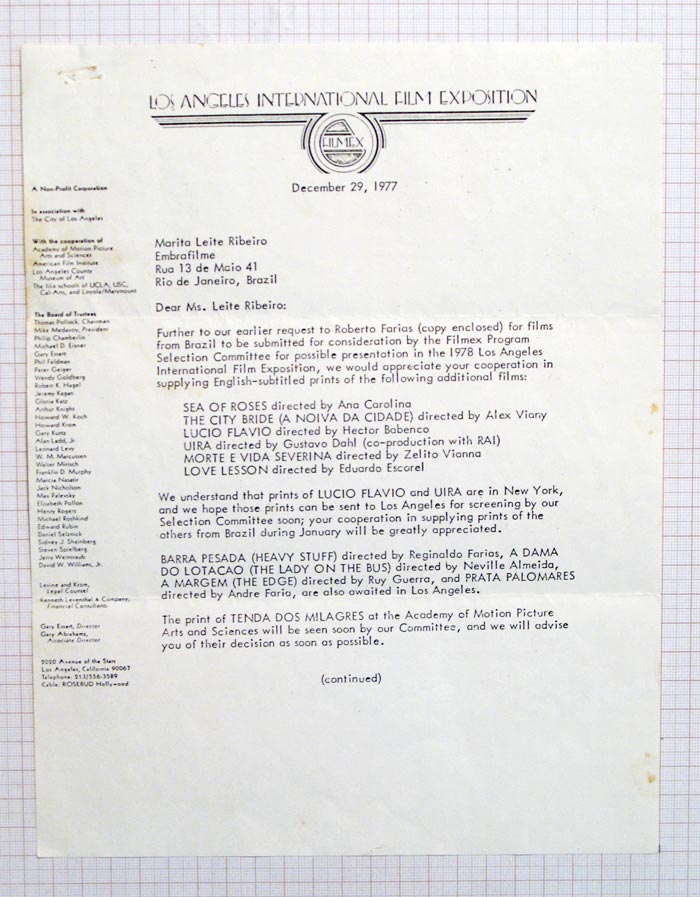 LOS ANGELES INTERNATIONAL FILM EXPOSITION
FILMEX
December 29, 1977
A Non-Profit Corporation
In association with
The City of Los Angeles
With the cooperation of
Academy of Motion Picture
Arts and Sciences
American Film Institute
Los Angeles County
Museum of Art
The film schools of UCLA, USC,
Cal-Arts, and Loyola/Marymount
The Board of Trustees
Thomas Pollock, Chairman
Mike Medavoy, President
Philip Chamberlin
Michael D. Eisner
Gary Essert
Phil Feldman
Peter Geiger
Wendy Goldberg
Robert K. Hagel
Jeremy Kagan
Gloria Katz
Arthur Knight
Howard W. Koch
Howard Krom
Gary Kurtz
Alan Ladd, Jr.
Leonard Levy
W. M. Marcussen
Walter Mirisch
Franklin D. Murphy
Marcia Nasatir
Jack Nicholson
Max Palevsky
Elisabeth Pollon
Henry Rogers
Michael Roshkind
Edward Rubin
Daniel Selznick
Sidney J. Sheinberg
Steven Spielberg
Jerry Weintraub
David W. Williams, Jr.
Levine and Krom,
Legal Counsel
Kenneth Leventhal & Company,
Financial Consultants
Gary Essert, Director
Gary Abrahams,
Associate Director
2020 Avenue of the Stars
Los Angeles, California 90067
Telephone: 213/556-3589
Cable: ROSEBUD Hollywood
Marita Leite Ribeiro
Embrafilme
Rua 13 de Maio 41
Rio de Janeiro, Brazil
Dear Ms. Leite Ribeiro:
Further to our earlier request to Roberto Farias (copy enclosed) for films
from Brazil to be submitted for consideration by the Filmex Program
Selection Committee for possible presentation in the 1978 Los Angeles
International Film Exposition, we would appreciate your cooperation in
supplying English-subtitled prints of the following additional films:
SEA OF ROSES directed by Ana Carolina
THE CITY BRIDE (A NOIVA DA CIDADE) directed by Alex Viany
LUCIO FLAVIO directed by Hector Babenco
UIRA directed by Gustavo Dahl (co-production with RAI)
MORTE E VIDA SEVERINA directed by Zelito Vianna
LOVE LESSON directed by Eduardo Escorel
We understand that prints of LUCIO FLAVIO and UIRA are in New York,
and we hope those prints can be sent to Los Angeles for screening by our
Selection Committee soon; your cooperation in supplying prints of the
others from Brazil during January will be greatly appreciated.
BARRA PESADA (HEAVY STUFF) directed by Reginaldo Farias, A DAMA
DO LOTACAO (THE LADY ON THE BUS) directed by Neville Almeida,
A MARGEM (THE EDGE) directed by Ruy Guerra, and PRATA PALOMARES
directed by Andre Faria, are also awaited in Los Angeles.
The print of TENDA DOS MILAGRES at the Academy of Motion Picture
Arts and Sciences will be seen soon by our Committee, and we will advise
you of their decision as soon as possible.
(continued)